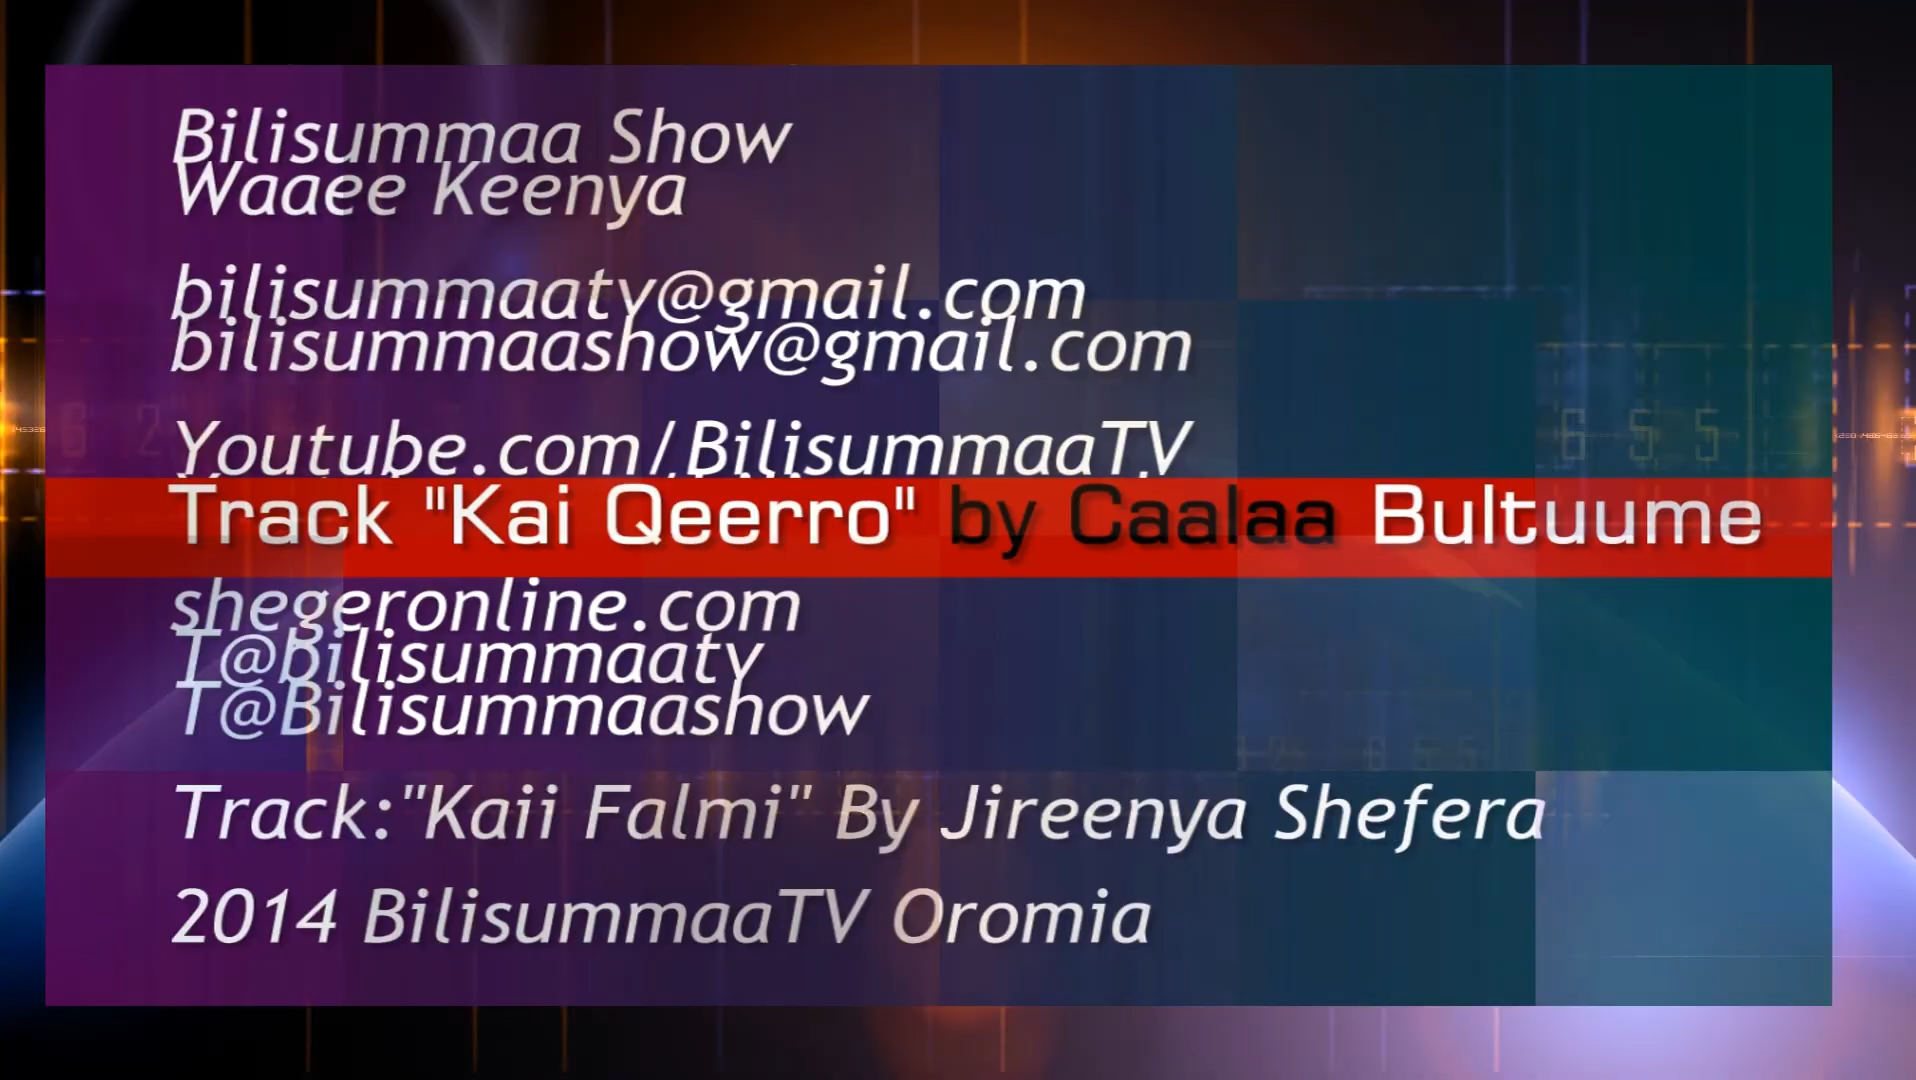 Bilisummaa Show
Waaee Keenya
bilisummaaty@gmail.com
bilisummaashow@gmail.com
Youtube.com/BilisummaaTV
Track "Kai Qeerro" by Caalaa Bultuume
shegeronline.com
T@bilisummaaty
T@Bilisummaashow
Track:"Kaii Falmi" By Jireenya Shefera
2014 BilisummaaTV Oromia